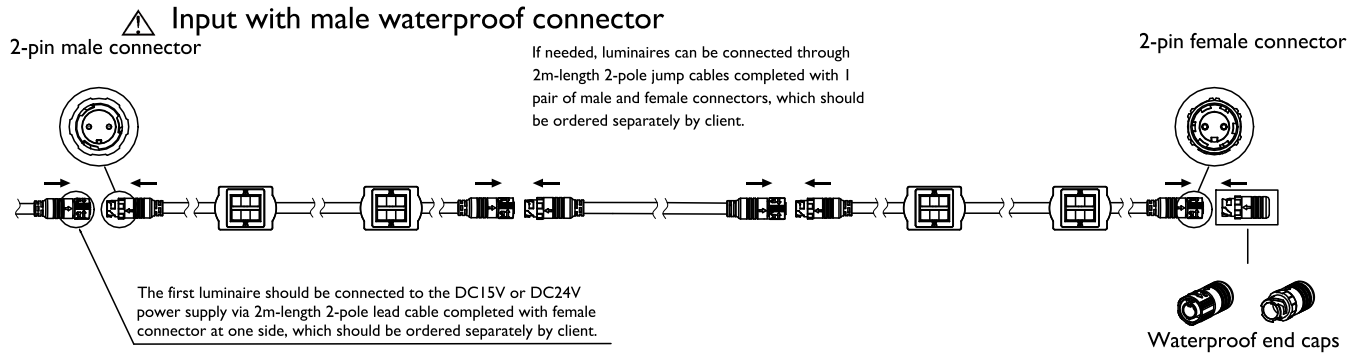 Input with male waterproof connector
2-pin male connector
If needed, luminaires can be connected through
2m-length 2-pole jump cables completed with 1
pair of male and female connectors, which should
be ordered separately by client.
2-pin female connector
The first luminaire should be connected to the DC15V or DC24V
power supply via 2m-length 2-pole lead cable completed with female
connector at one side, which should be ordered separately by client.
Waterproof end caps